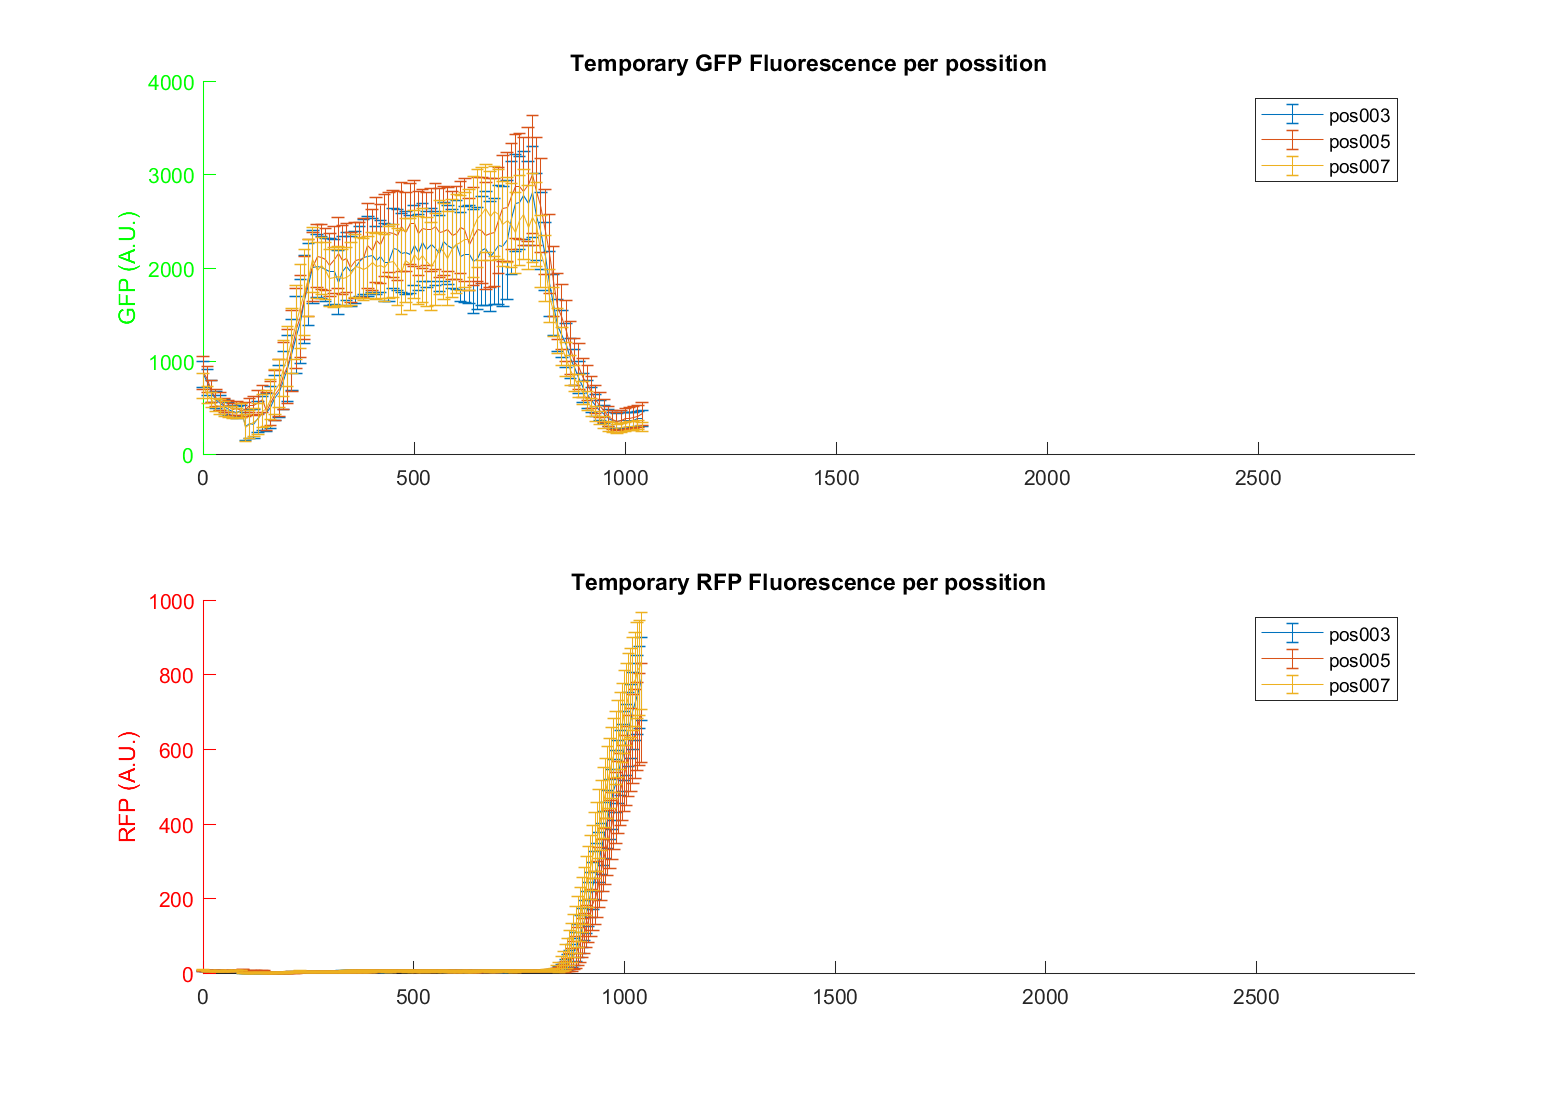 Temporary GFP Fluorescence per possition
GFP (A.U.)
4000
3000
2000
1000
0
0 500 1000 1500 2000 2500
pos003
pos005
pos007
Temporary RFP Fluorescence per possition
RFP (A.U.)
1000
800
600
400
200
0
0 500 1000 1500 2000 2500
pos003
pos005
pos007